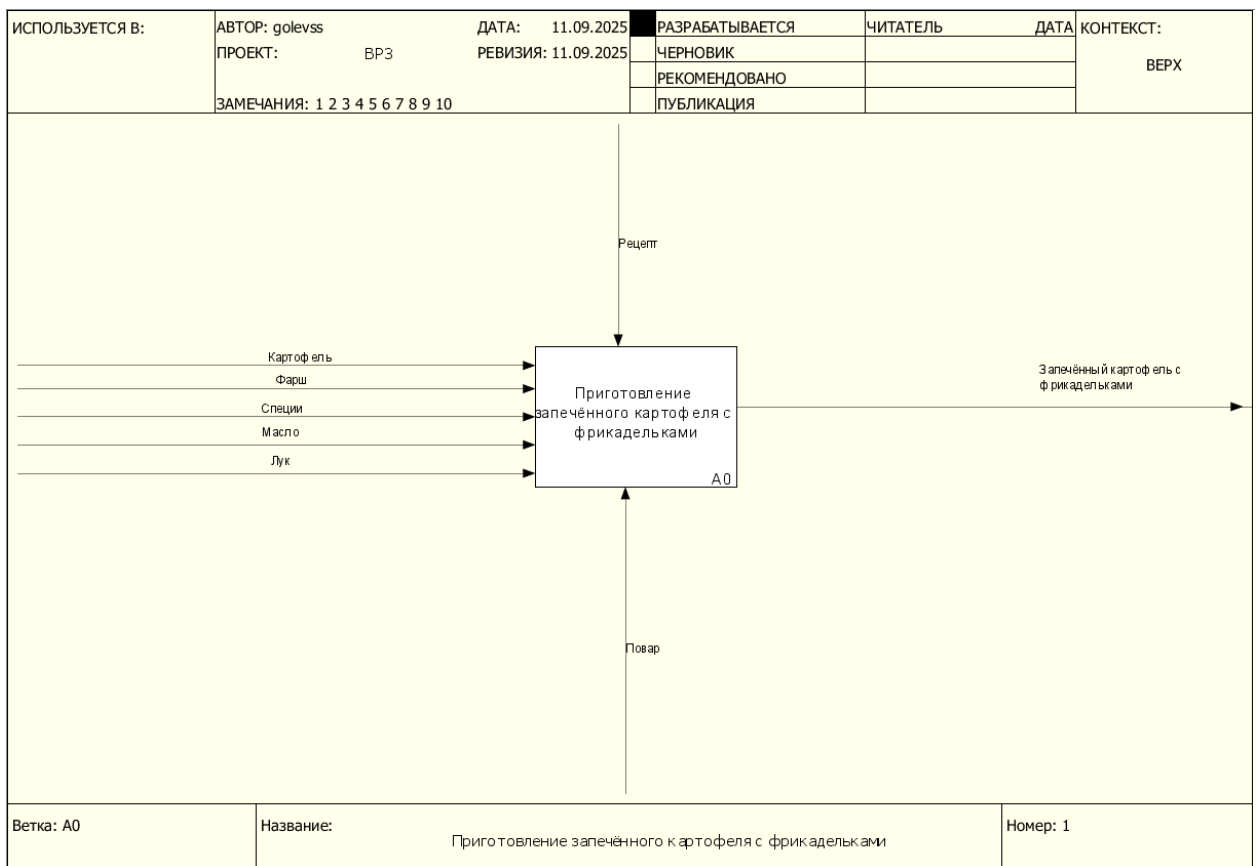 ИСПОЛЬЗУЕТСЯ В:
АВТОР: golevss
ДАТА: 11.09.2025
ПРОЕКТ: ВРЗ
РЕВИЗИЯ: 11.09.2025
ЗАМЕЧАНИЯ: 1 2 3 4 5 6 7 8 9 10
РАЗРАБАТЫВАЕТСЯ
ЧЕРНОВИК
РЕКОМЕНДОВАНО
ПУБЛИКАЦИЯ
ЧИТАТЕЛЬ
ДАТА
КОНТЕКСТ:
ВЕРХ
Рецепт
Картофель
Фарш
Специи
Масло
Лук
Приготовление
запечённого картофеля с
фрикадельками
A0
Запечённый картофель с
фрикадельками
Повар
Ветка: A0
Название:
Приготовление запечённого картофеля с фрикадельками
Номер: 1